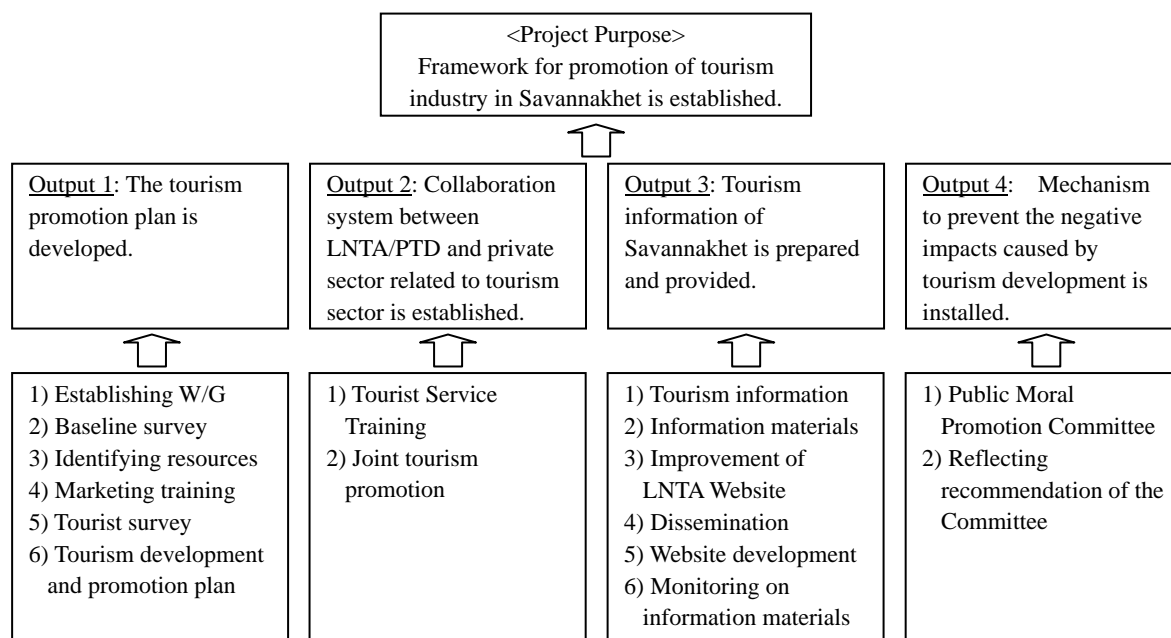 <Project Purpose>
Framework for promotion of tourism
industry in Savannakhet is established.
Output 1: The tourism
promotion plan is
developed.
Output 2: Collaboration
system between
LNTA/PTD and private
sector related to tourism
sector is established.
Output 3: Tourism
information of
Savannakhet is prepared
and provided.
Output 4: Mechanism
to prevent the negative
impacts caused by
tourism development is
installed.
1) Establishing W/G
2) Baseline survey
3) Identifying resources
4) Marketing training
5) Tourist survey
6) Tourism development
and promotion plan
1) Tourist Service
Training
2) Joint tourism
promotion
1) Tourism information
2) Information materials
3) Improvement of
LNTA Website
4) Dissemination
5) Website development
6) Monitoring on
information materials
1) Public Moral
Promotion Committee
2) Reflecting
recommendation of the
Committee